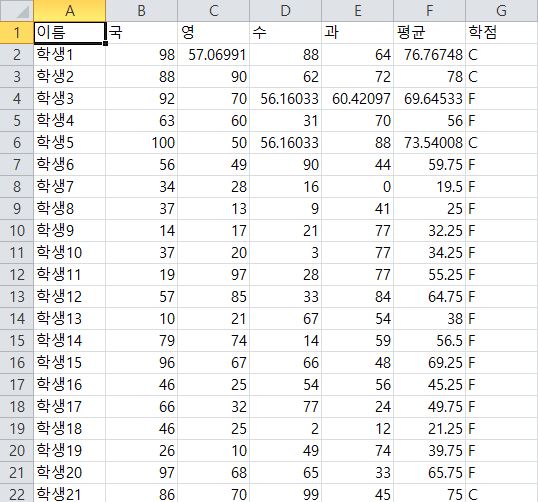 A B C D E F G
1 이름 국 영 수 과 평균 학점
2 학생1 98 57.06991 88 64 76.76748 C
3 학생2 88 90 62 72 78 C
4 학생3 92 70 56.16033 60.42097 69.64533 F
5 학생4 63 60 31 70 56 F
6 학생5 100 50 56.16033 88 73.54008 C
7 학생6 56 49 90 44 59.75 F
8 학생7 34 28 16 0 19.5 F
9 학생8 37 13 9 41 25 F
10 학생9 14 17 21 77 32.25 F
11 학생10 37 20 3 77 34.25 F
12 학생11 19 97 28 77 55.25 F
13 학생12 57 85 33 84 64.75 F
14 학생13 10 21 67 54 38 F
15 학생14 79 74 14 59 56.5 F
16 학생15 96 67 66 48 69.25 F
17 학생16 46 25 54 56 45.25 F
18 학생17 66 32 77 24 49.75 F
19 학생18 46 25 2 12 21.25 F
20 학생19 26 10 49 74 39.75 F
21 학생20 97 68 65 33 65.75 F
22 학생21 86 70 99 45 75 C